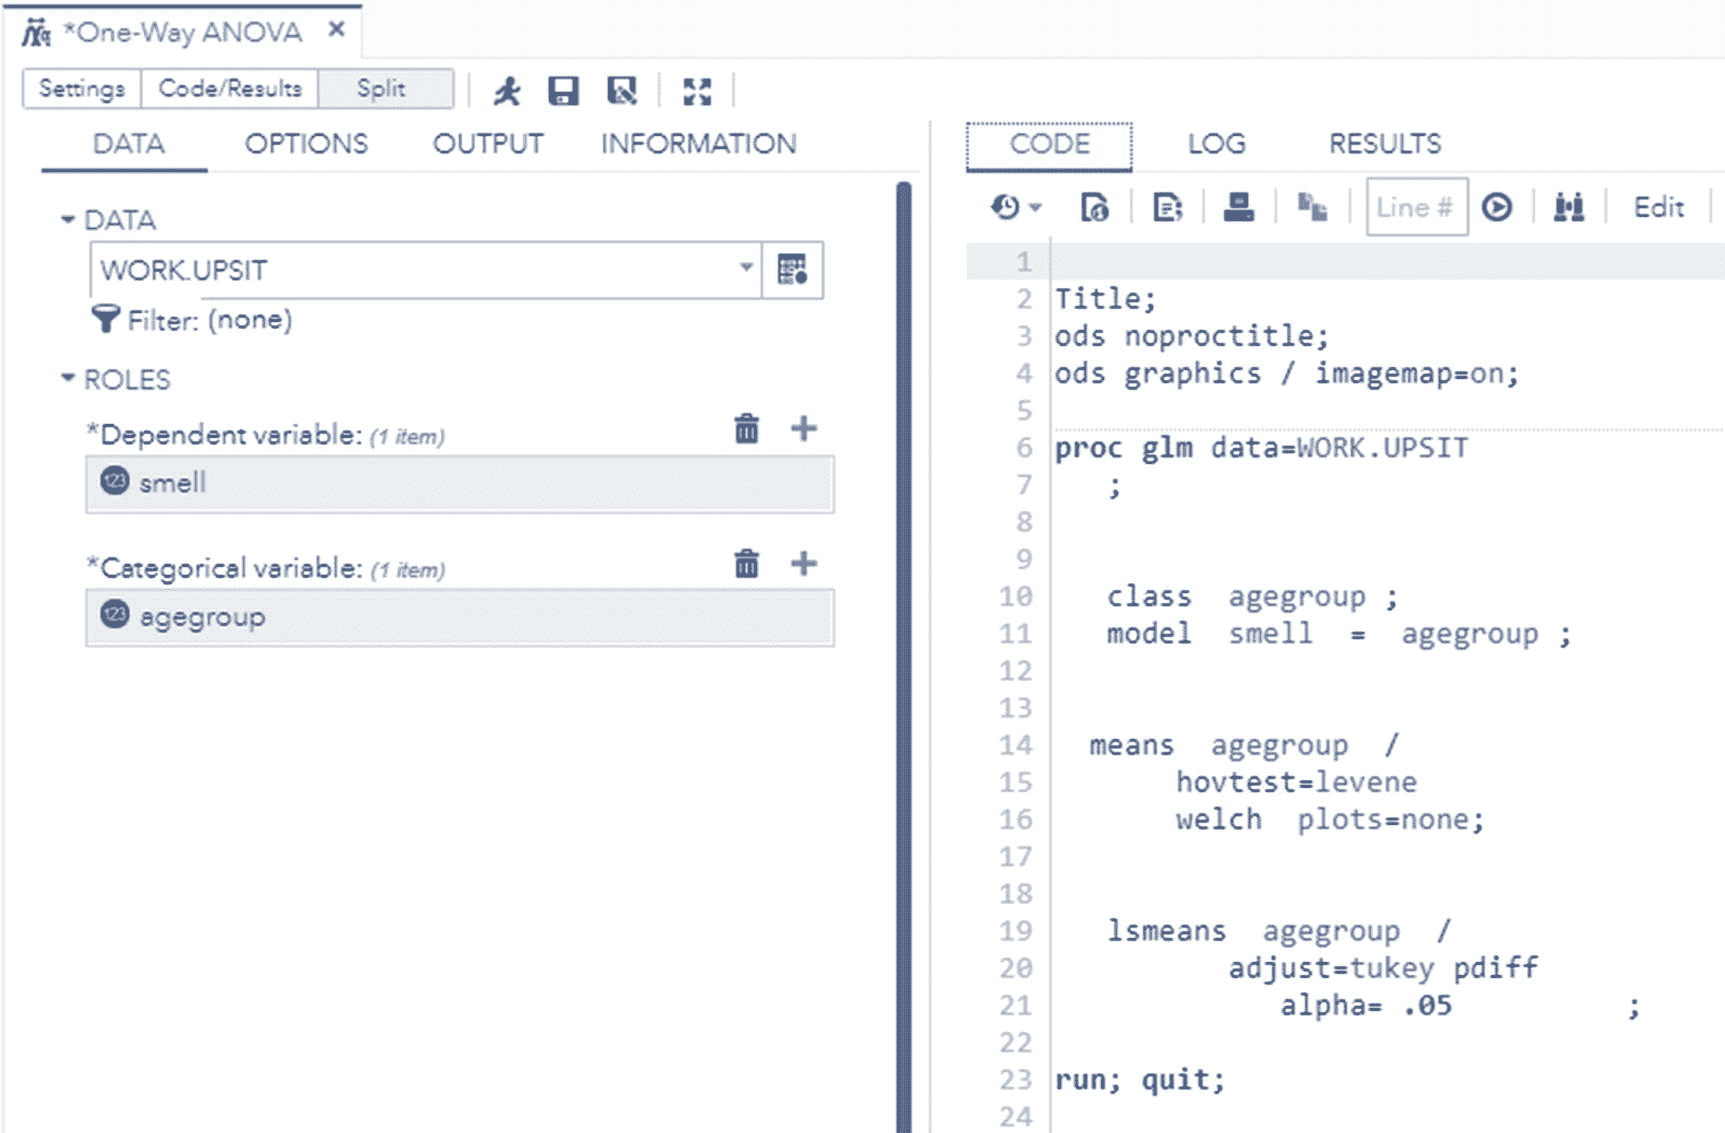 *One-Way ANOVA ×
Settings Code/Results Split
DATA OPTIONS OUTPUT INFORMATION
DATA
WORK.UPSIT
Filter: (none)
ROLES
*Dependent variable: (1 item)
123 smell
*Categorical variable: (1 item)
123 agegroup
CODE LOG RESULTS
Line # Edit
1
2 Title;
3 ods noproctitle;
4 ods graphics / imagemap=on;
5
6 proc glm data=WORK.UPSIT
7 ;
8
9
10 class agegroup ;
11 model smell = agegroup ;
12
13
14 means agegroup /
15 hovtest=levene
16 welch plots=none;
17
18
19 lsmeans agegroup /
20 adjust=tukey pdiff
21 alpha= .05 ;
22
23 run; quit;
24